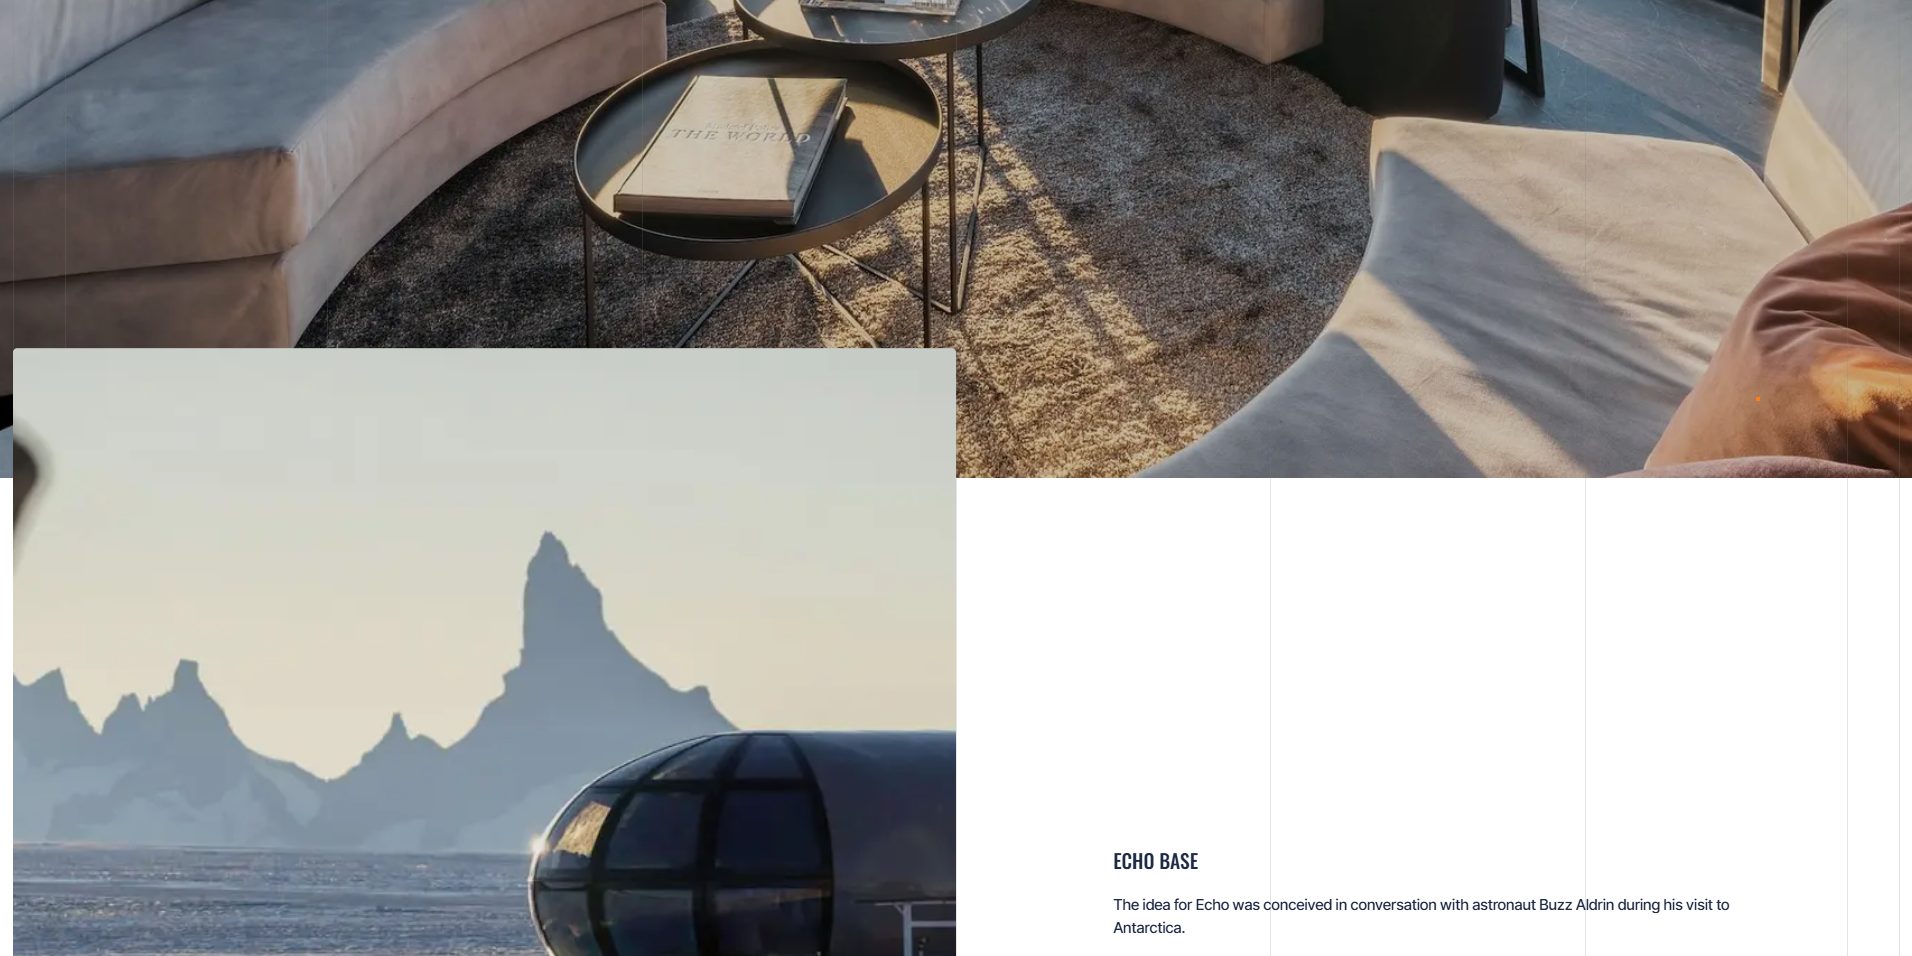 THE WORLD
ECHO BASE
The idea for Echo was conceived in conversation with astronaut Buzz Aldrin during his visit to
Antarctica.